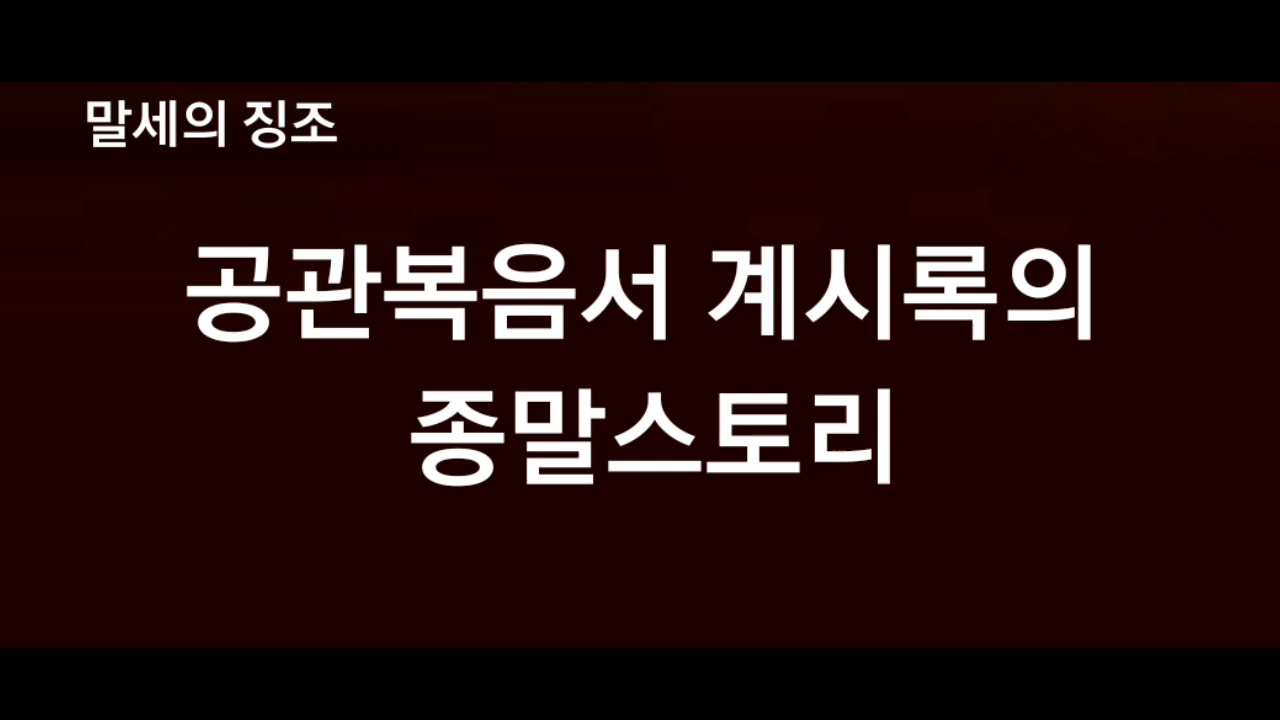 말세의 징조
공관복음서 계시록의
종말스토리